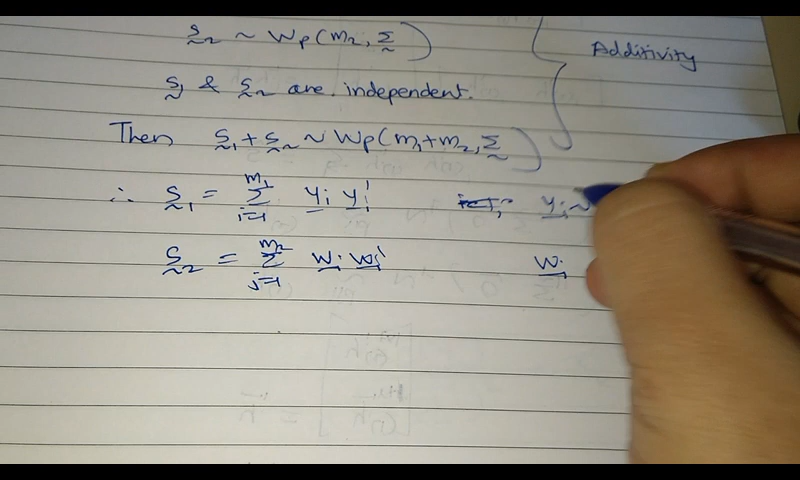 S₂ ~ Wp(m₂, Σ)
Additivity
S₁ & S₂ are independent.
Then S₁ + S₂ ~ Wp(m₁+m₂, Σ)
∴ S₁ = Σ_{i=1}^{m₁} yᵢ yᵢ' yᵢ ~
S₂ = Σ_{j=1}^{m₂} wⱼ wⱼ' wⱼ